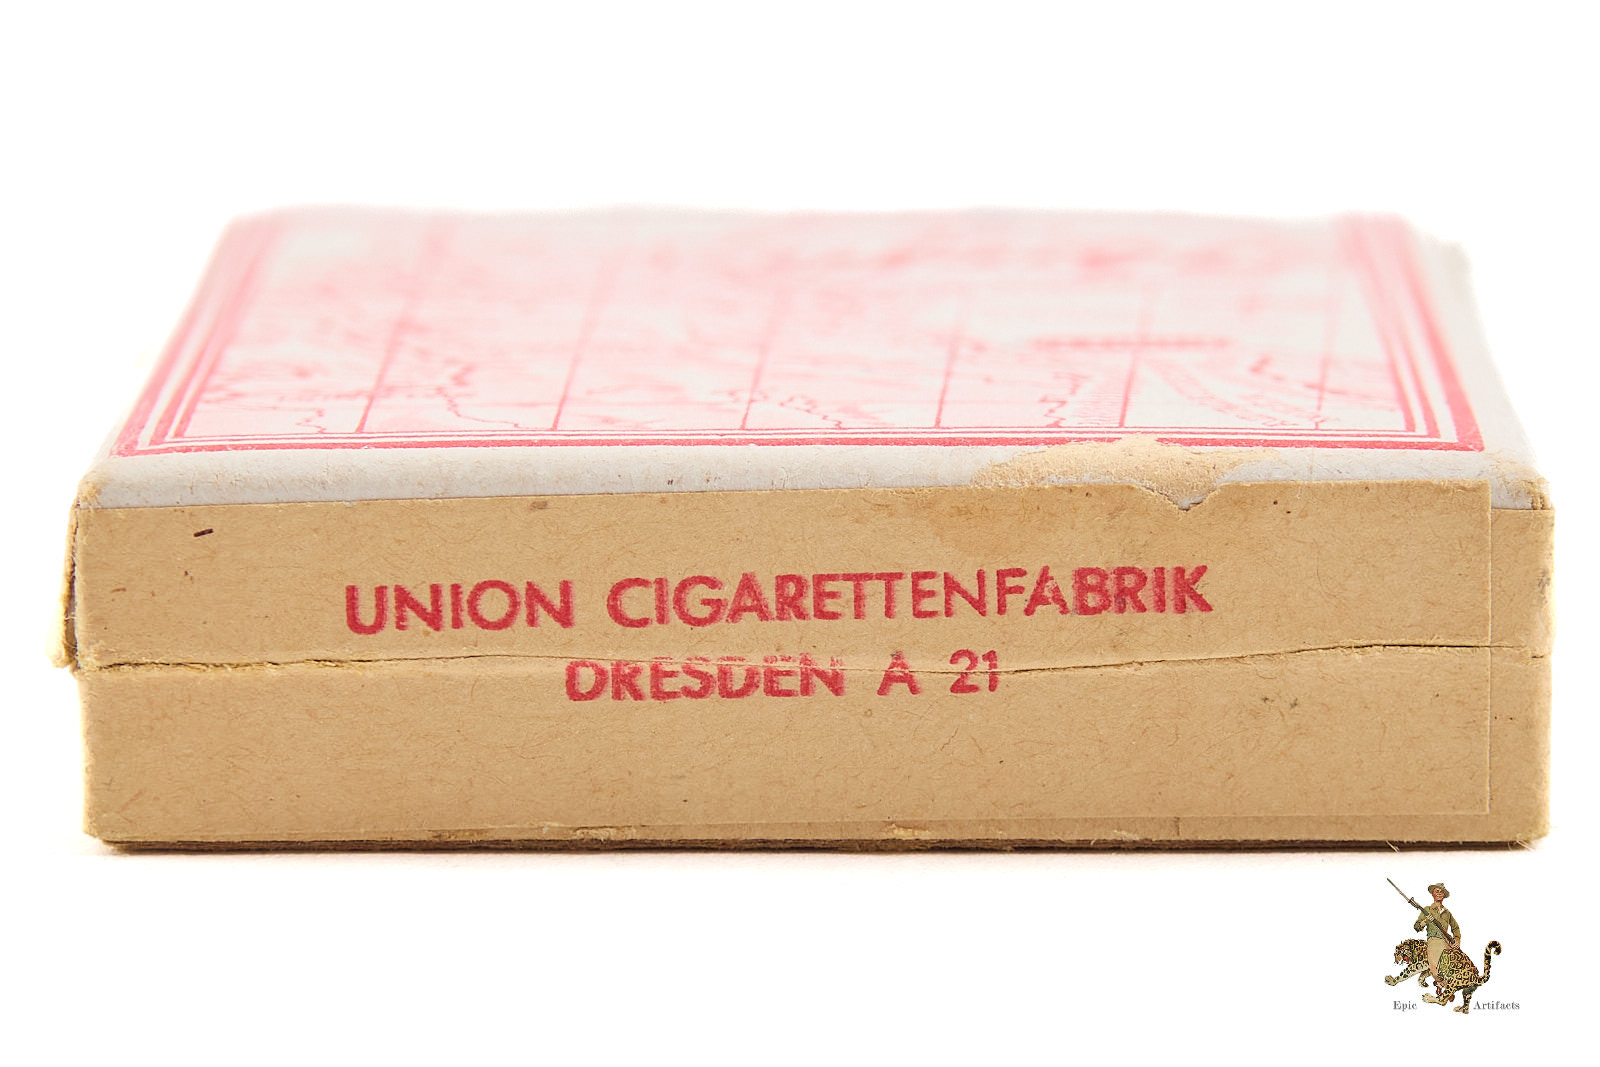 UNION CIGARETTENFABRIK
DRESDEN A 21
Epic Artifacts